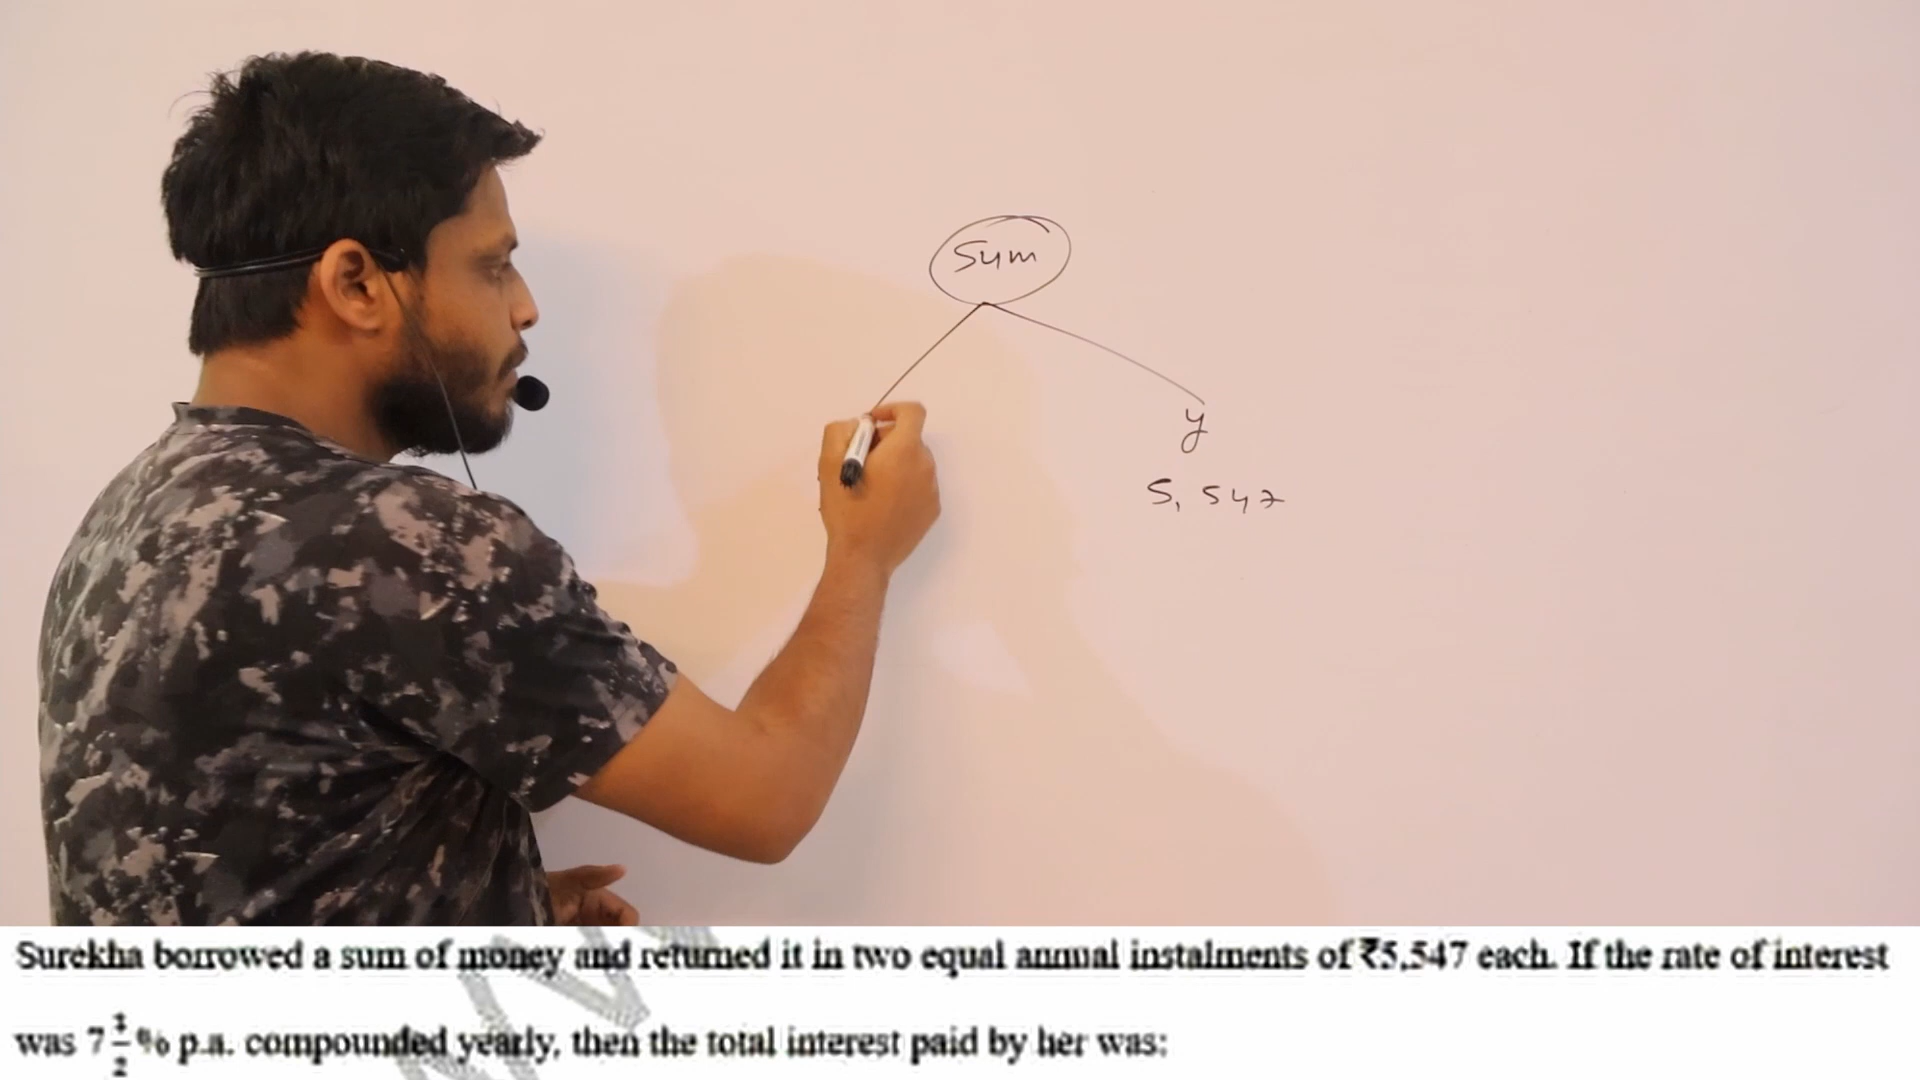 Sum
y
5,547
Surekha borrowed a sum of money and returned it in two equal annual instalments of ₹5,547 each. If the rate of interest
was 7 1/2 % p.a. compounded yearly, then the total interest paid by her was: